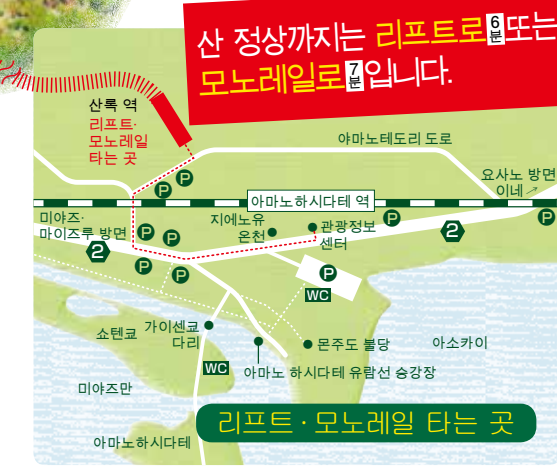 산 정상까지는 리프트로6분또는
모노레일로7분입니다.
산록 역
리프트·
모노레일
타는 곳
야마노테도리 도로
요사노 방면
이네↗
P
P
아마노하시다테 역
미야즈·
마이즈루 방면
2
P
P
P
P
지에노유
온천
관광정보
센터
P
2
P
P
WC
쇼텐쿄
가이센쿄
다리
WC
몬주도 불당
아소카이
아마노 하시다테 유람선 승강장
미야즈만
리프트·모노레일 타는 곳
아마노하시다테